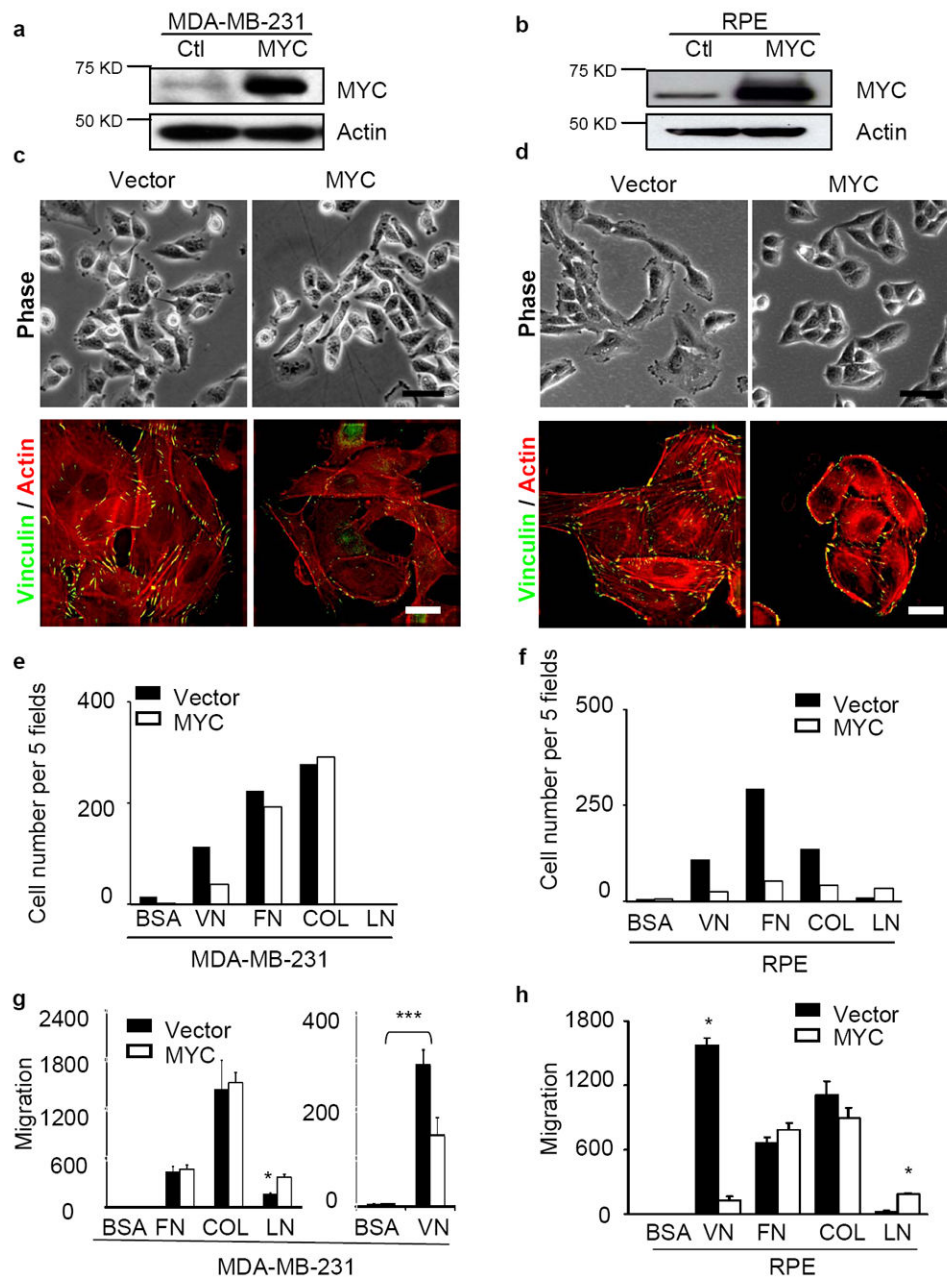 a
MDA-MB-231
Ctl MYC
75 KD
MYC
50 KD
Actin
b
RPE
Ctl MYC
75 KD
MYC
50 KD
Actin
c
Vector MYC
Phase
Vinculin / Actin
d
Vector MYC
Phase
Vinculin / Actin
e
Cell number per 5 fields
400
200
0
Vector
MYC
BSA VN FN COL LN
MDA-MB-231
f
Cell number per 5 fields
500
250
0
Vector
MYC
BSA VN FN COL LN
RPE
g
Migration
2400
1800
1200
600
0
Vector
MYC
*
BSA FN COL LN
400
200
0
***
BSA VN
MDA-MB-231
h
Migration
1800
1200
600
0
Vector
MYC
*
*
BSA VN FN COL LN
RPE